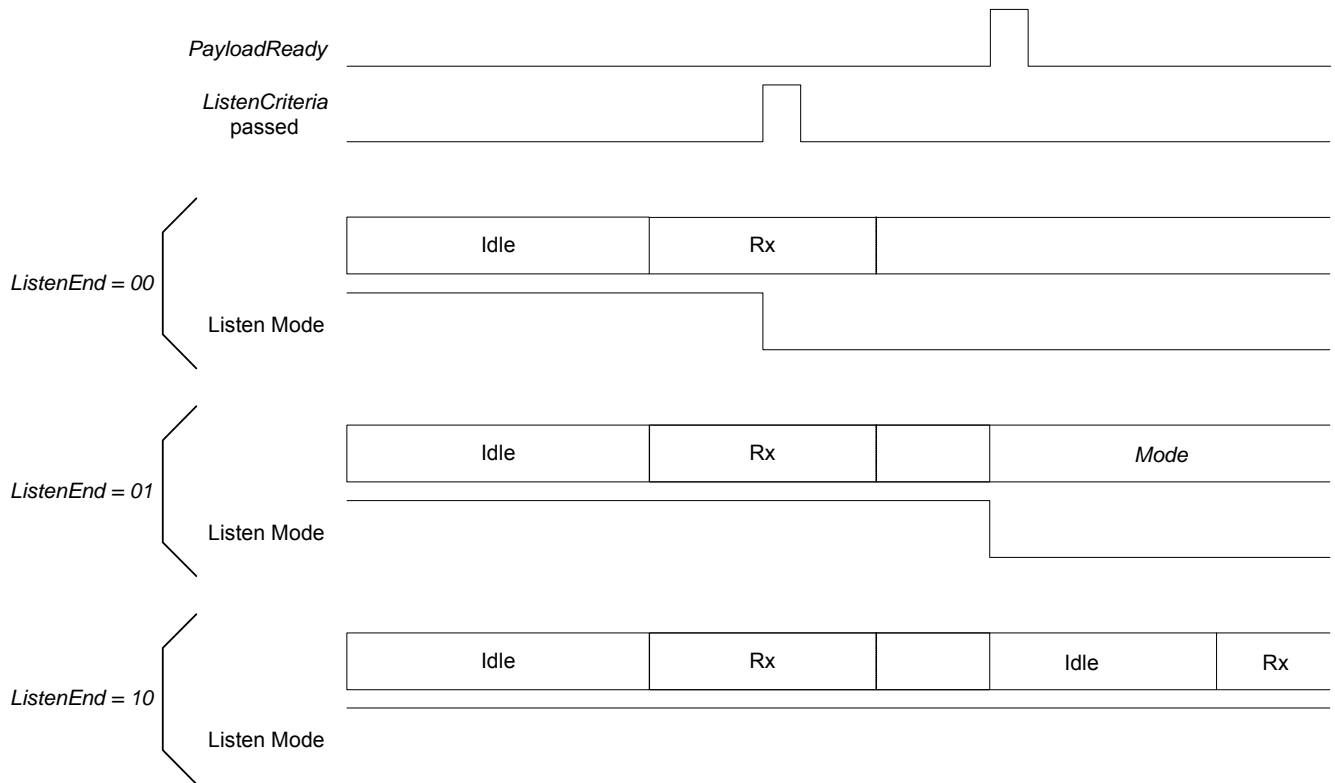 PayloadReady
ListenCriteria
passed
Idle
Rx
ListenEnd = 00
Listen Mode
Idle
Rx
Mode
ListenEnd = 01
Listen Mode
Idle
Rx
Idle
Rx
ListenEnd = 10
Listen Mode